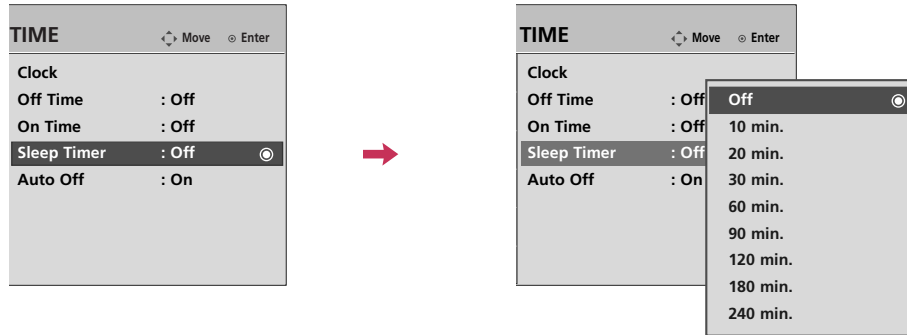 TIME Move Enter
Clock
Off Time : Off
On Time : Off
Sleep Timer : Off
Auto Off : On
TIME Move Enter
Clock
Off Time : Off
On Time : Off
Sleep Timer : Off
Auto Off : On
Off
10 min.
20 min.
30 min.
60 min.
90 min.
120 min.
180 min.
240 min.